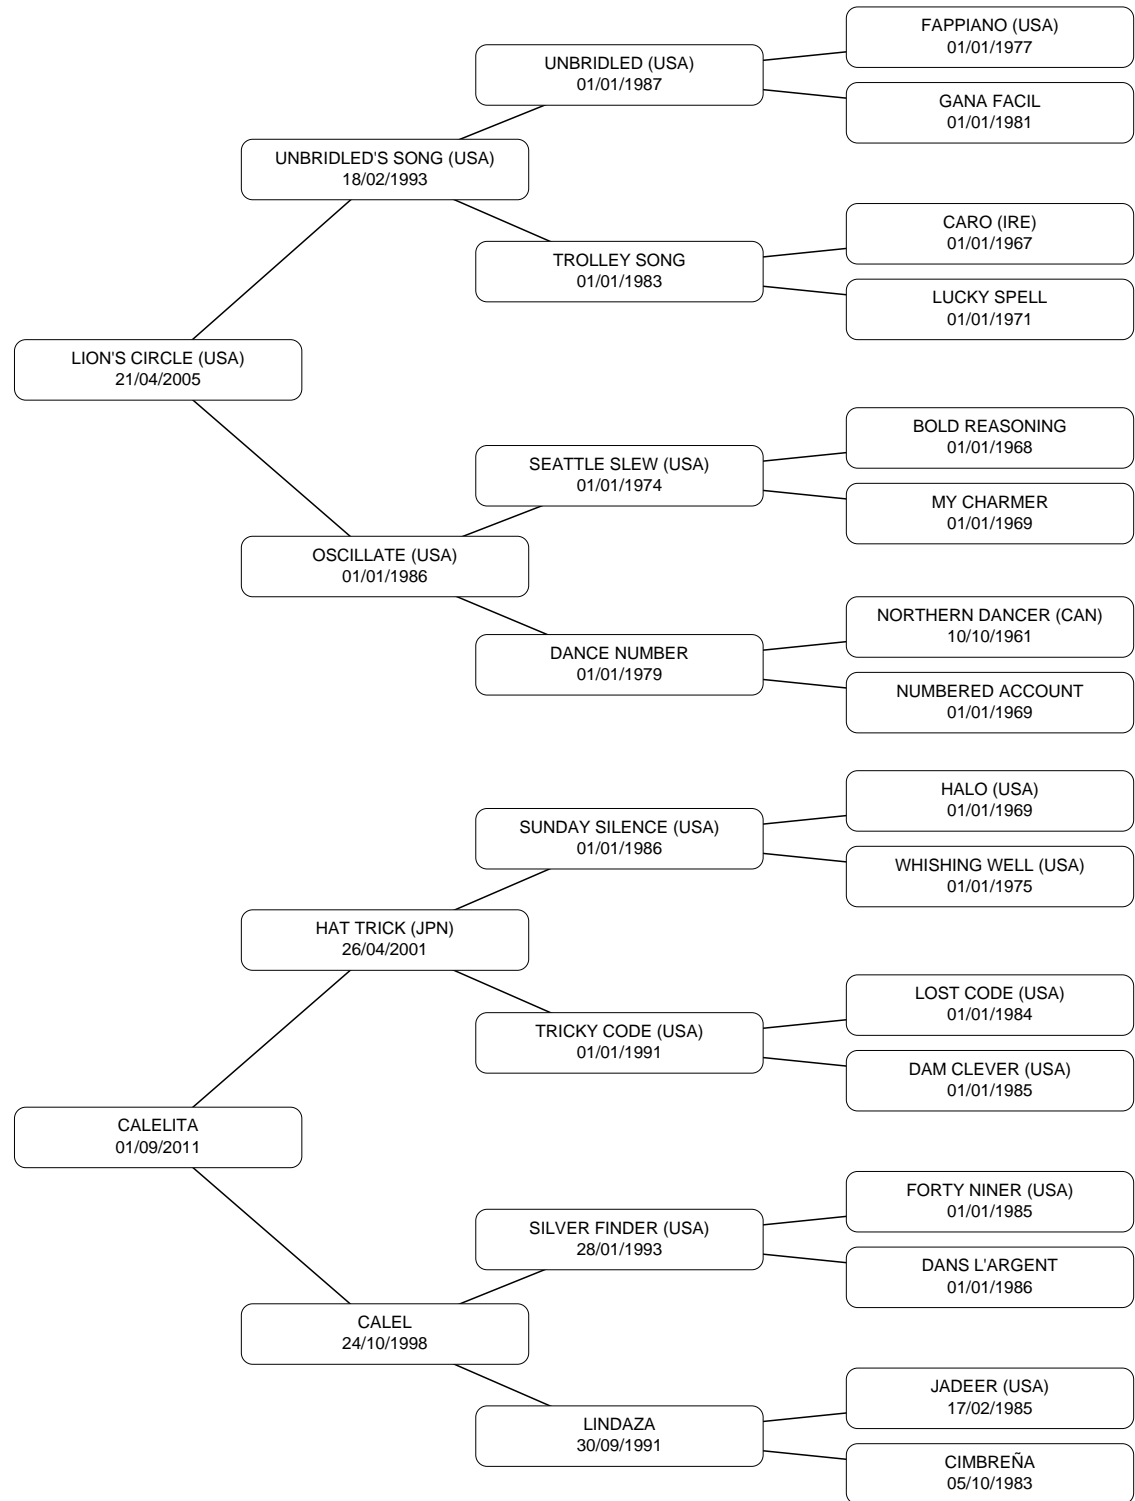 FAPPIANO (USA)
01/01/1977
UNBRIDLED (USA)
01/01/1987
GANA FACIL
01/01/1981
UNBRIDLED'S SONG (USA)
18/02/1993
CARO (IRE)
01/01/1967
TROLLEY SONG
01/01/1983
LUCKY SPELL
01/01/1971
LION'S CIRCLE (USA)
21/04/2005
BOLD REASONING
01/01/1968
SEATTLE SLEW (USA)
01/01/1974
MY CHARMER
01/01/1969
OSCILLATE (USA)
01/01/1986
NORTHERN DANCER (CAN)
10/10/1961
DANCE NUMBER
01/01/1979
NUMBERED ACCOUNT
01/01/1969
HALO (USA)
01/01/1969
SUNDAY SILENCE (USA)
01/01/1986
WHISHING WELL (USA)
01/01/1975
HAT TRICK (JPN)
26/04/2001
LOST CODE (USA)
01/01/1984
TRICKY CODE (USA)
01/01/1991
DAM CLEVER (USA)
01/01/1985
CALELITA
01/09/2011
FORTY NINER (USA)
01/01/1985
SILVER FINDER (USA)
28/01/1993
DANS L'ARGENT
01/01/1986
CALEL
24/10/1998
JADEER (USA)
17/02/1985
LINDAZA
30/09/1991
CIMBREÑA
05/10/1983